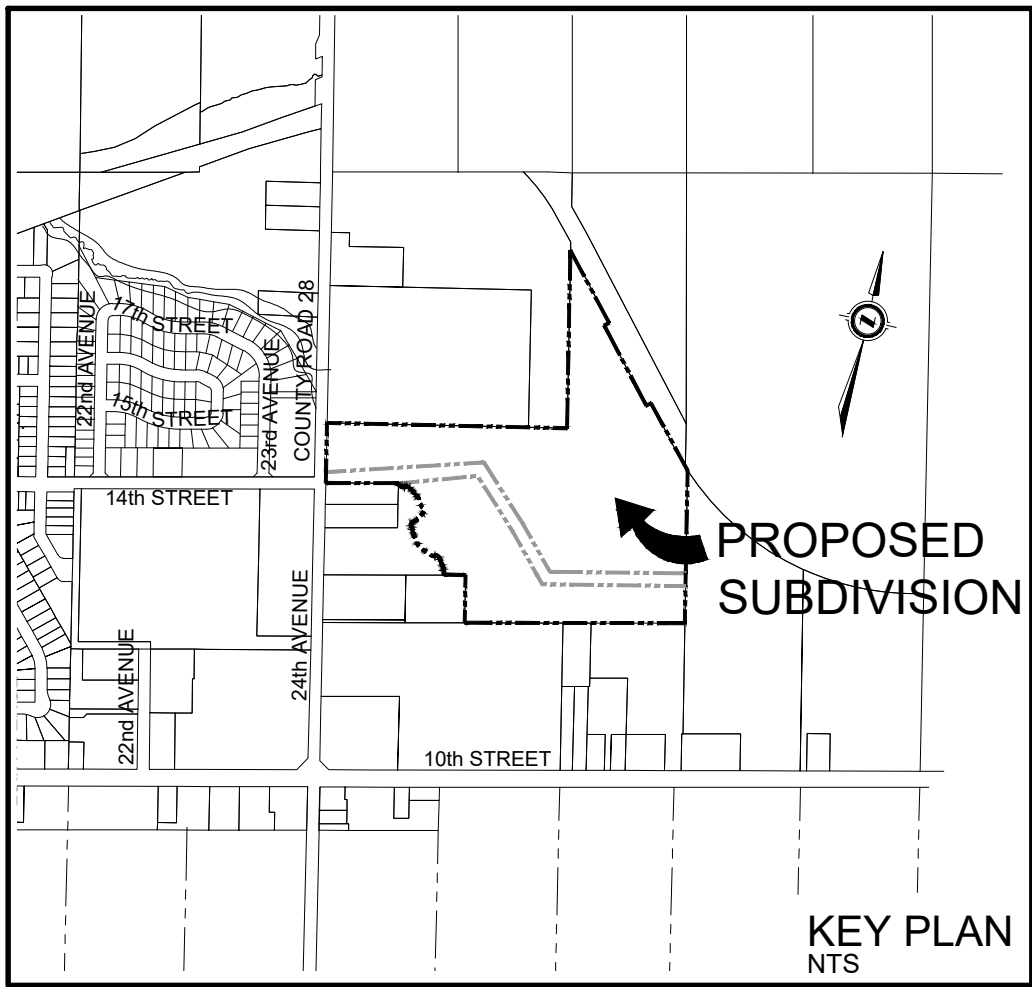 17th STREET
22nd AVENUE
15th STREET
23rd AVENUE
COUNTY ROAD 28
14th STREET
PROPOSED
SUBDIVISION
24th AVENUE
22nd AVENUE
10th STREET
KEY PLAN
NTS